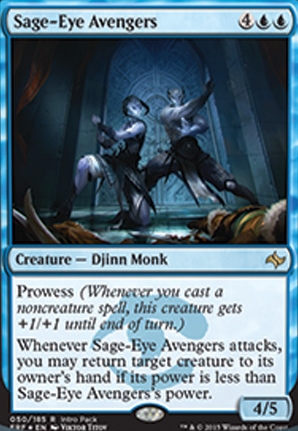 Sage-Eye Avengers 4
Creature — Djinn Monk
Prowess (Whenever you cast a
noncreature spell, this creature gets
+1/+1 until end of turn.)
Whenever Sage-Eye Avengers attacks,
you may return target creature to its
owner's hand if its power is less than
Sage-Eye Avengers's power.
4/5
050/185 R Intro Pack
FRF ★ EN Viktor Titov
™ & © 2015 Wizards of the Coast